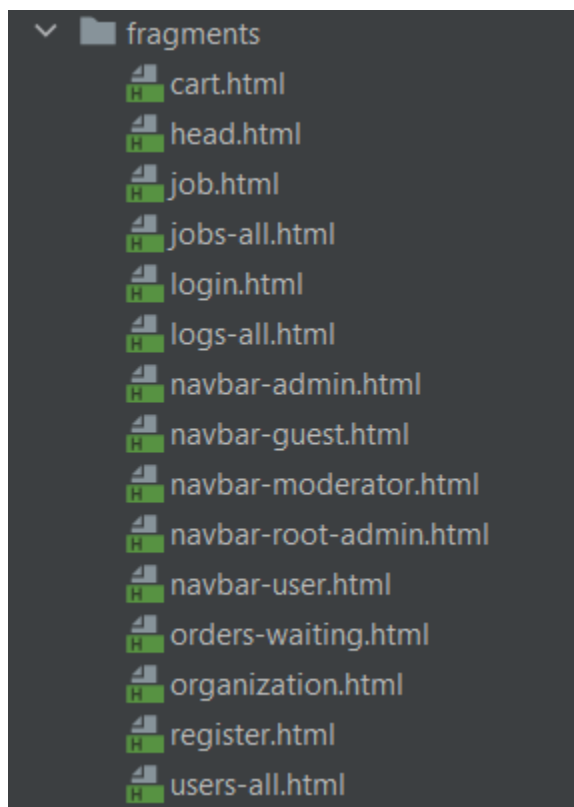 fragments
cart.html
head.html
job.html
jobs-all.html
login.html
logs-all.html
navbar-admin.html
navbar-guest.html
navbar-moderator.html
navbar-root-admin.html
navbar-user.html
orders-waiting.html
organization.html
register.html
users-all.html